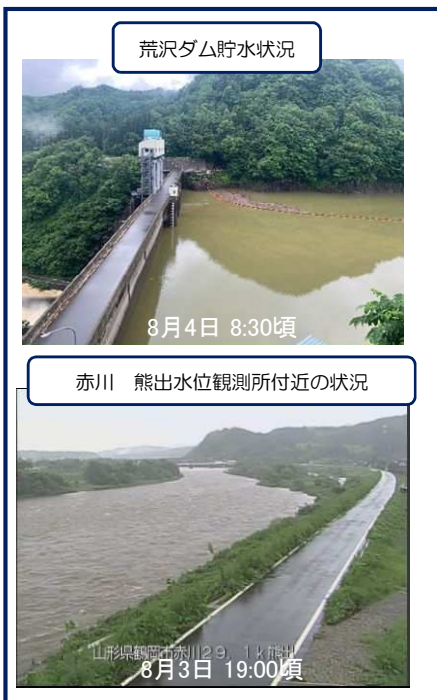 荒沢ダム貯水状況
8月4日 8:30頃
赤川 熊出水位観測所付近の状況
山形県鶴岡市赤川29.1k熊出
8月3日 19:00頃